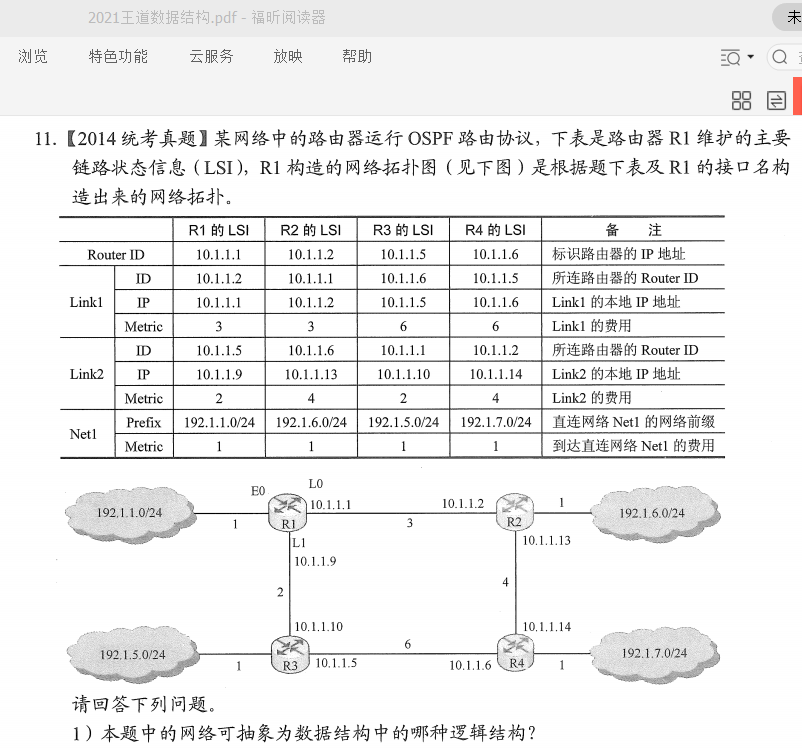 2021王道数据结构.pdf - 福昕阅读器
未
浏览 特色功能 云服务 放映 帮助
11.【2014 统考真题】某网络中的路由器运行 OSPF 路由协议，下表是路由器 R1 维护的主要
链路状态信息（LSI），R1 构造的网络拓扑图（见下图）是根据题下表及 R1 的接口名构
造出来的网络拓扑。
R1 的 LSI R2 的 LSI R3 的 LSI R4 的 LSI 备 注
Router ID 10.1.1.1 10.1.1.2 10.1.1.5 10.1.1.6 标识路由器的 IP 地址
Link1 ID 10.1.1.2 10.1.1.1 10.1.1.6 10.1.1.5 所连路由器的 Router ID
IP 10.1.1.1 10.1.1.2 10.1.1.5 10.1.1.6 Link1 的本地 IP 地址
Metric 3 3 6 6 Link1 的费用
Link2 ID 10.1.1.5 10.1.1.6 10.1.1.1 10.1.1.2 所连路由器的 Router ID
IP 10.1.1.9 10.1.1.13 10.1.1.10 10.1.1.14 Link2 的本地 IP 地址
Metric 2 4 2 4 Link2 的费用
Net1 Prefix 192.1.1.0/24 192.1.6.0/24 192.1.5.0/24 192.1.7.0/24 直连网络 Net1 的网络前缀
Metric 1 1 1 1 到达直连网络 Net1 的费用
E0 L0
192.1.1.0/24 10.1.1.1 10.1.1.2 1 192.1.6.0/24
1 R1 3 R2
L1 10.1.1.13
10.1.1.9
2 4
10.1.1.10 10.1.1.14
192.1.5.0/24 6 192.1.7.0/24
1 R3 10.1.1.5 10.1.1.6 R4 1
请回答下列问题。
1）本题中的网络可抽象为数据结构中的哪种逻辑结构？